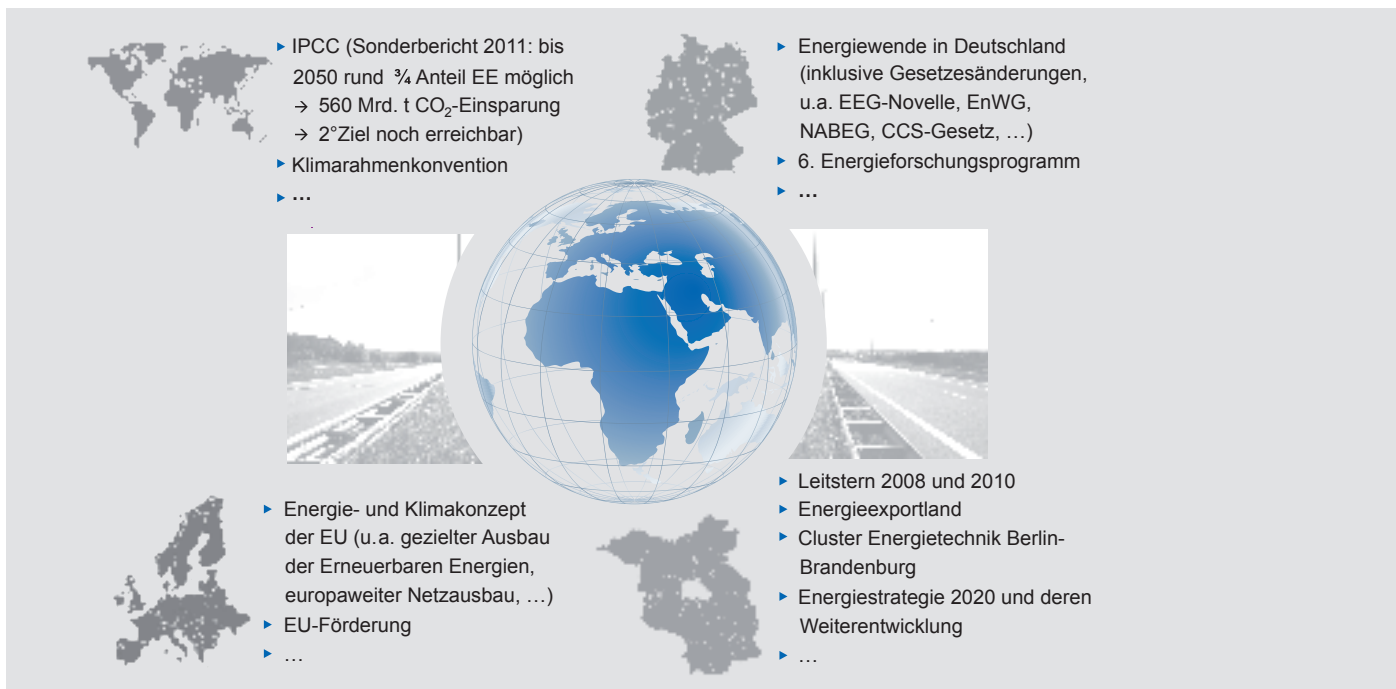 ▸ IPCC (Sonderbericht 2011: bis
2050 rund ¾ Anteil EE möglich
→ 560 Mrd. t CO₂-Einsparung
→ 2°Ziel noch erreichbar)
▸ Klimarahmenkonvention
▸ ...
▸ Energiewende in Deutschland
(inklusive Gesetzesänderungen,
u.a. EEG-Novelle, EnWG,
NABEG, CCS-Gesetz, …)
▸ 6. Energieforschungsprogramm
▸ ...
▸ Energie- und Klimakonzept
der EU (u.a. gezielter Ausbau
der Erneuerbaren Energien,
europaweiter Netzausbau, …)
▸ EU-Förderung
▸ …
▸ Leitstern 2008 und 2010
▸ Energieexportland
▸ Cluster Energietechnik Berlin-
Brandenburg
▸ Energiestrategie 2020 und deren
Weiterentwicklung
▸ …